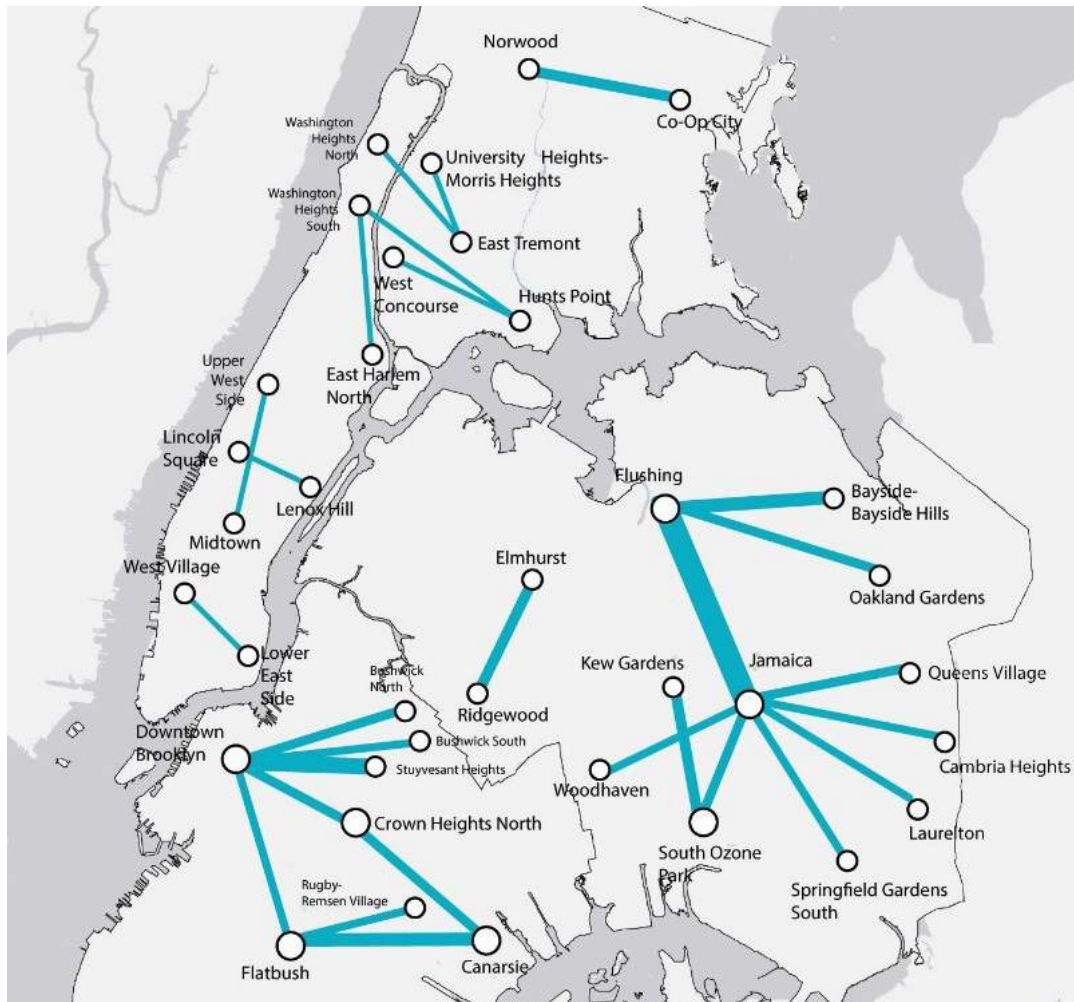 Norwood
Co-Op City
Washington
Heights
North
University Heights-
Morris Heights
Washington
Heights
South
East Tremont
West
Concourse
Hunts Point
East Harlem
North
Upper
West
Side
Lincoln
Square
Lenox Hill
Midtown
West Village
Lower
East
Side
Flushing
Bayside-
Bayside Hills
Oakland Gardens
Elmhurst
Ridgewood
Kew Gardens
Jamaica
Queens Village
Cambria Heights
Laurelton
Woodhaven
South Ozone
Park
Springfield Gardens
South
Bushwick
North
Downtown
Brooklyn
Bushwick South
Stuyvesant Heights
Crown Heights North
Rugby-
Remsen Village
Flatbush
Canarsie